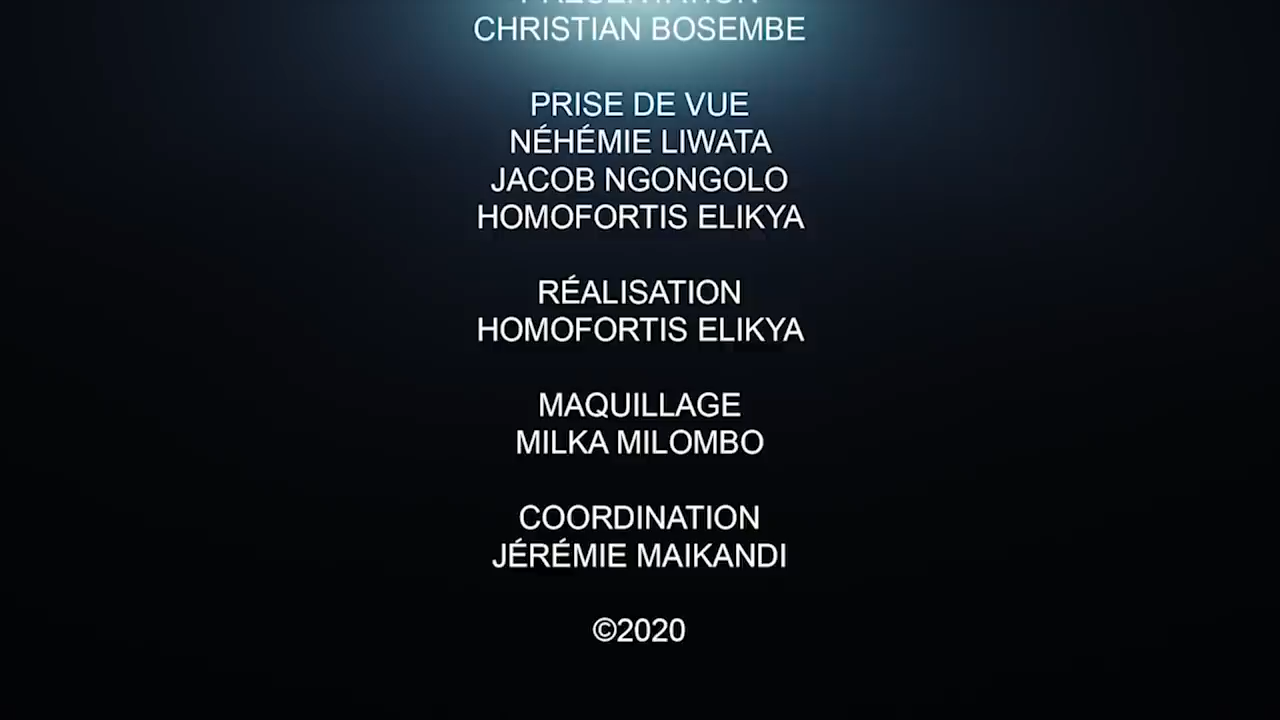 PRÉSENTATION
CHRISTIAN BOSEMBE
PRISE DE VUE
NÉHÉMIE LIWATA
JACOB NGONGOLO
HOMOFORTIS ELIKYA
RÉALISATION
HOMOFORTIS ELIKYA
MAQUILLAGE
MILKA MILOMBO
COORDINATION
JÉRÉMIE MAIKANDI
©2020